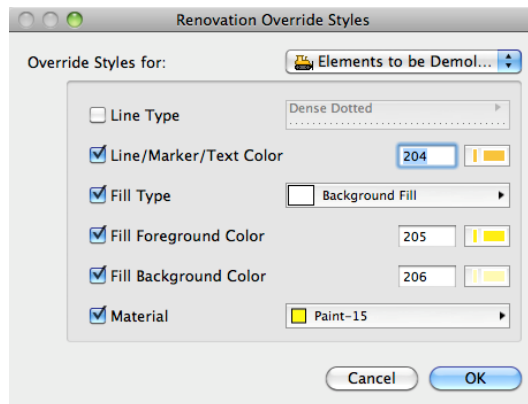 Renovation Override Styles
Override Styles for: Elements to be Demol...
Line Type Dense Dotted
Line/Marker/Text Color 204
Fill Type Background Fill
Fill Foreground Color 205
Fill Background Color 206
Material Paint-15
Cancel OK